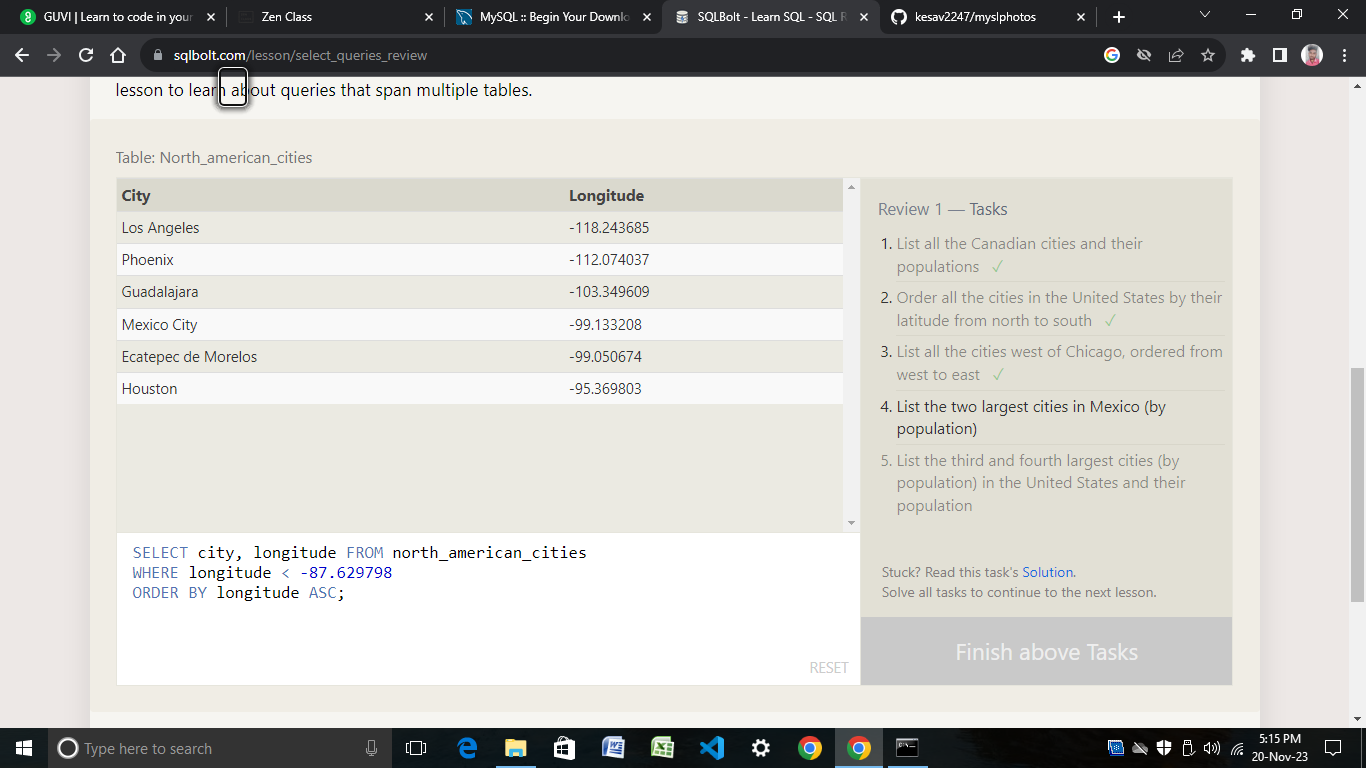 GUVI | Learn to code in your
Zen Class
MySQL :: Begin Your Downlo
SQLBolt - Learn SQL - SQL R
kesav2247/myslphotos
sqlbolt.com/lesson/select_queries_review
lesson to learn about queries that span multiple tables.
Table: North_american_cities
City Longitude
Los Angeles -118.243685
Phoenix -112.074037
Guadalajara -103.349609
Mexico City -99.133208
Ecatepec de Morelos -99.050674
Houston -95.369803
SELECT city, longitude FROM north_american_cities
WHERE longitude < -87.629798
ORDER BY longitude ASC;
RESET
Review 1 — Tasks
1. List all the Canadian cities and their
populations ✓
2. Order all the cities in the United States by their
latitude from north to south ✓
3. List all the cities west of Chicago, ordered from
west to east ✓
4. List the two largest cities in Mexico (by
population)
5. List the third and fourth largest cities (by
population) in the United States and their
population
Stuck? Read this task's Solution.
Solve all tasks to continue to the next lesson.
Finish above Tasks
Type here to search
5:15 PM
20-Nov-23